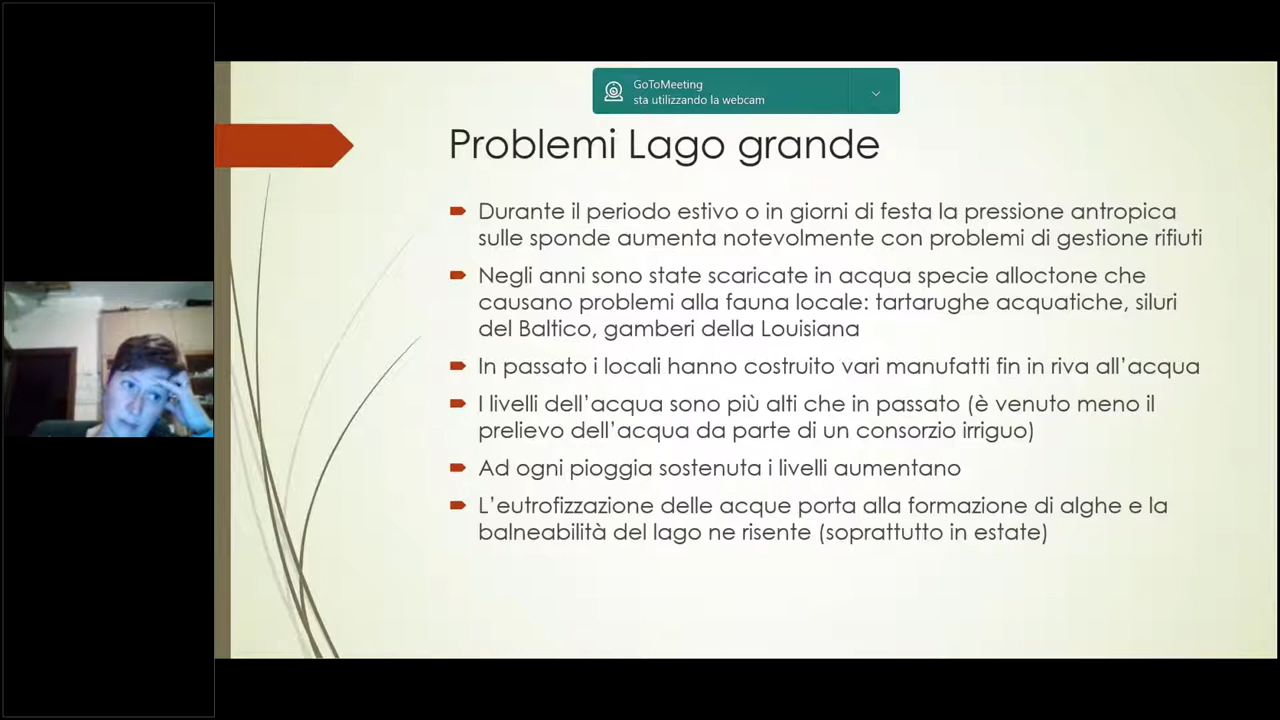 GoToMeeting
sta utilizzando la webcam
Problemi Lago grande
Durante il periodo estivo o in giorni di festa la pressione antropica
sulle sponde aumenta notevolmente con problemi di gestione rifiuti
Negli anni sono state scaricate in acqua specie alloctone che
causano problemi alla fauna locale: tartarughe acquatiche, siluri
del Baltico, gamberi della Louisiana
In passato i locali hanno costruito vari manufatti fin in riva all’acqua
I livelli dell’acqua sono più alti che in passato (è venuto meno il
prelievo dell’acqua da parte di un consorzio irriguo)
Ad ogni pioggia sostenuta i livelli aumentano
L’eutrofizzazione delle acque porta alla formazione di alghe e la
balneabilità del lago ne risente (soprattutto in estate)